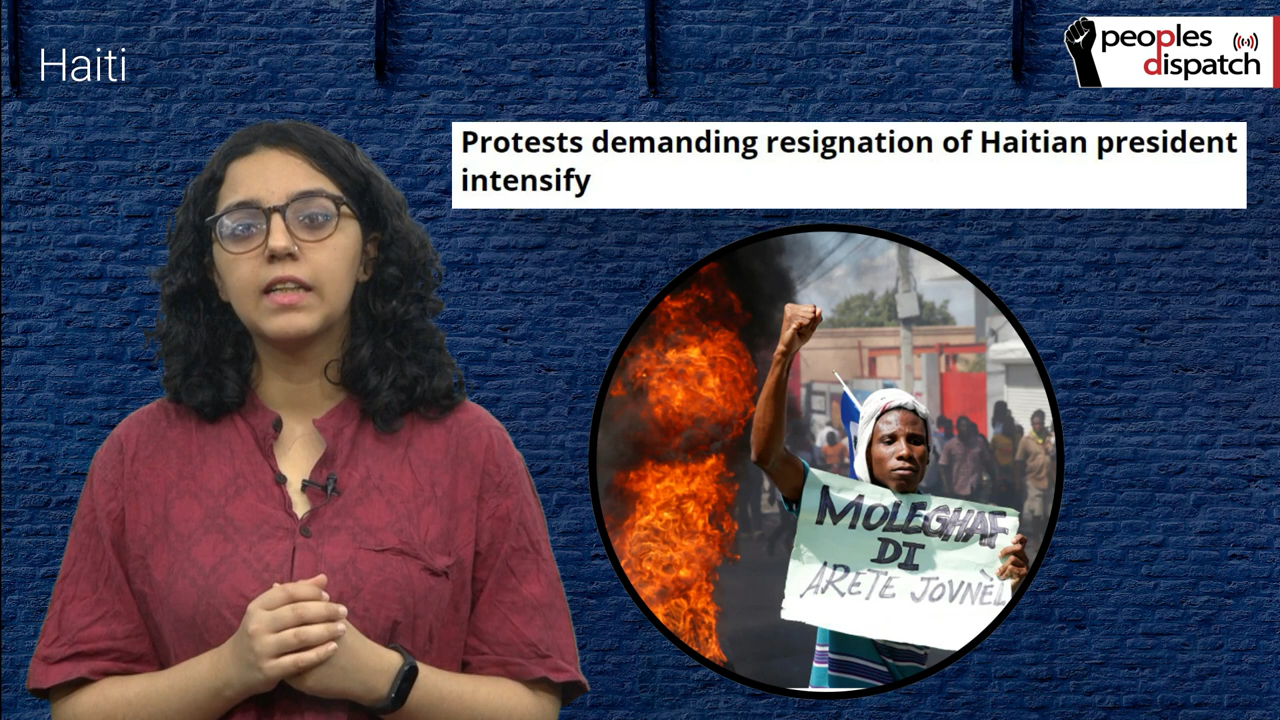 Haiti
peoples
dispatch
Protests demanding resignation of Haitian president
intensify
MOLEGHAF
DI
ARETE JOVNÈL